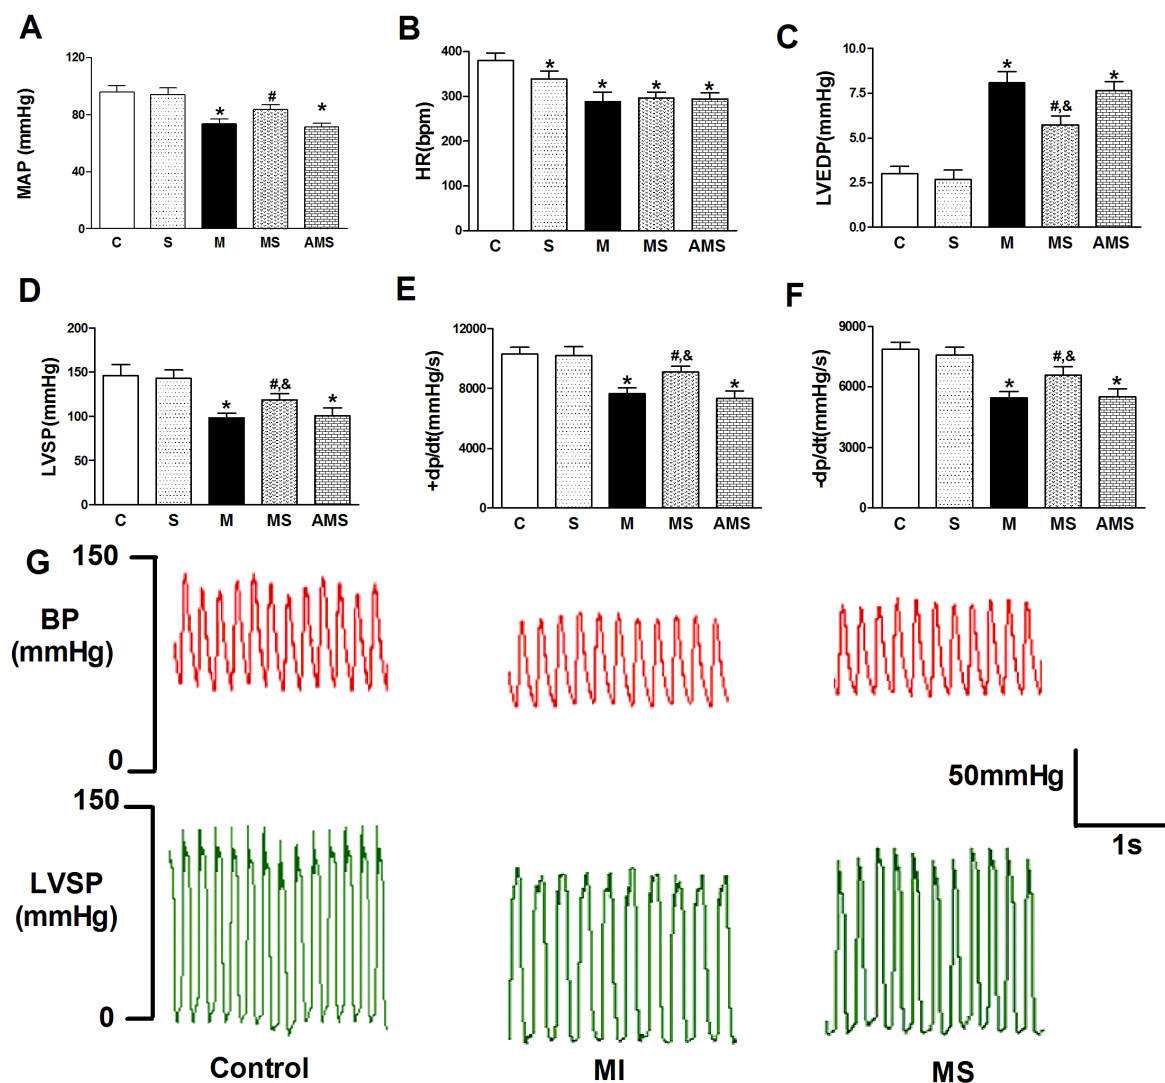 A
MAP (mmHg)
120
80
40
0
*
#
*
C S M MS AMS
B
HR(bpm)
400
300
200
100
0
* * * *
C S M MS AMS
C
LVEDP(mmHg)
10.0
7.5
5.0
2.5
0.0
*
#,&
*
C S M MS AMS
D
LVSP(mmHg)
200
150
100
50
0
*
#,&
*
C S M MS AMS
E
+dp/dt(mmHg/s)
12000
8000
4000
0
*
#,&
*
C S M MS AMS
F
-dp/dt(mmHg/s)
9000
6000
3000
0
*
#,&
*
C S M MS AMS
G
150
BP
(mmHg)
0
50mmHg
1s
150
LVSP
(mmHg)
0
Control MI MS